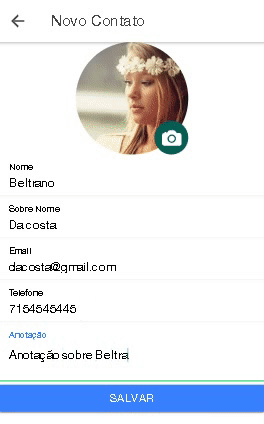 Novo Contato
Nome
Beltrano
Sobre Nome
Dacosta
Email
dacosta@gmail.com
Telefone
7154545445
Anotação
Anotação sobre Beltra
SALVAR